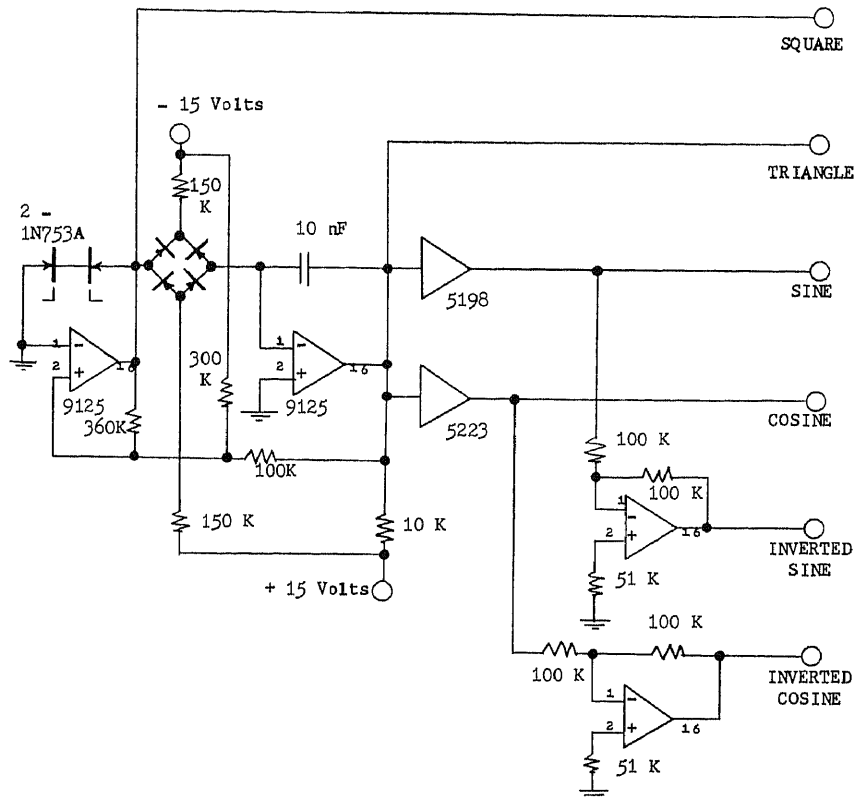 SQUARE
- 15 Volts
TRIANGLE
150
K
2 -
1N753A
10 nF
5198
SINE
1
-
2
+
16
9125
360K
300
K
1
-
2
+
16
9125
5223
COSINE
100K
100 K
100 K
150 K
10 K
1
-
2
+
16
INVERTED
SINE
+ 15 Volts
51 K
100 K
100 K
INVERTED
COSINE
1
-
2
+
16
51 K